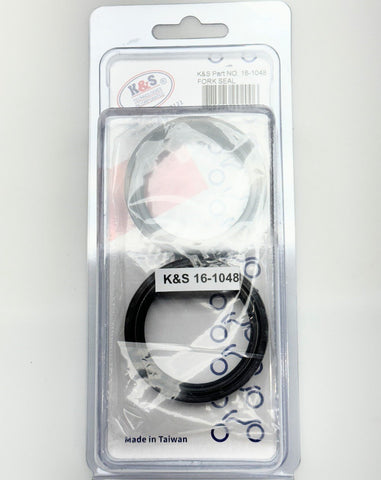 K&S
®
K&S Part NO. 16-1048
FORK SEAL
K&S 16-1048
Made in Taiwan